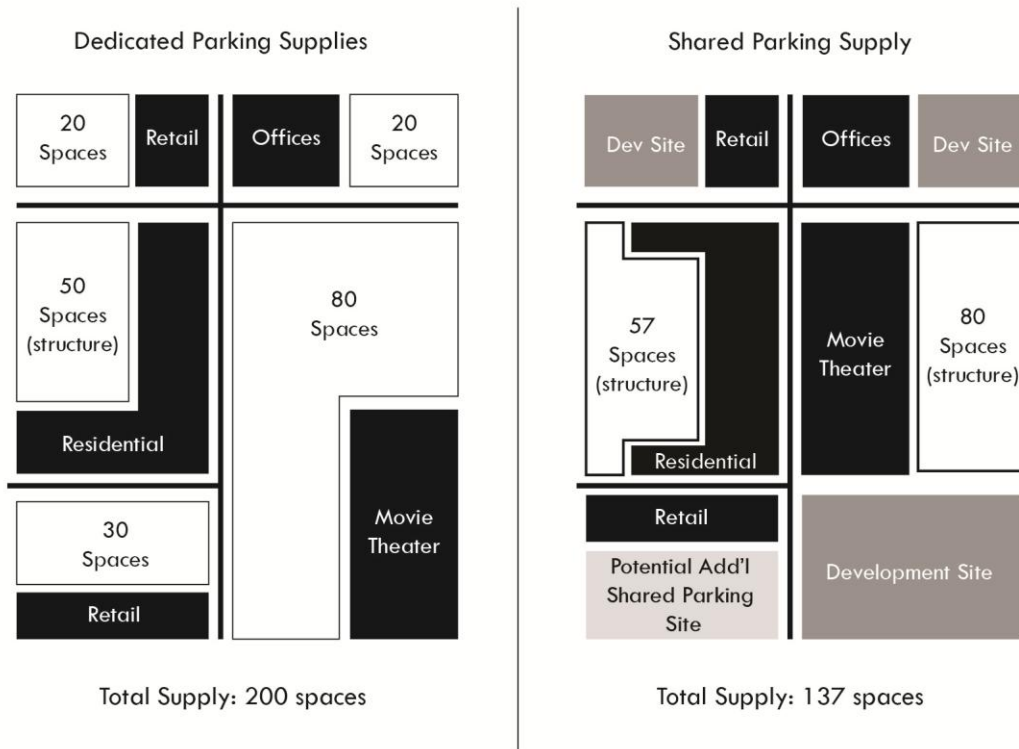 Dedicated Parking Supplies
20
Spaces
Retail
Offices
20
Spaces
50
Spaces
(structure)
80
Spaces
Residential
30
Spaces
Movie
Theater
Retail
Total Supply: 200 spaces
Shared Parking Supply
Dev Site
Retail
Offices
Dev Site
57
Spaces
(structure)
Movie
Theater
80
Spaces
(structure)
Residential
Retail
Potential Add'l
Shared Parking
Site
Development Site
Total Supply: 137 spaces